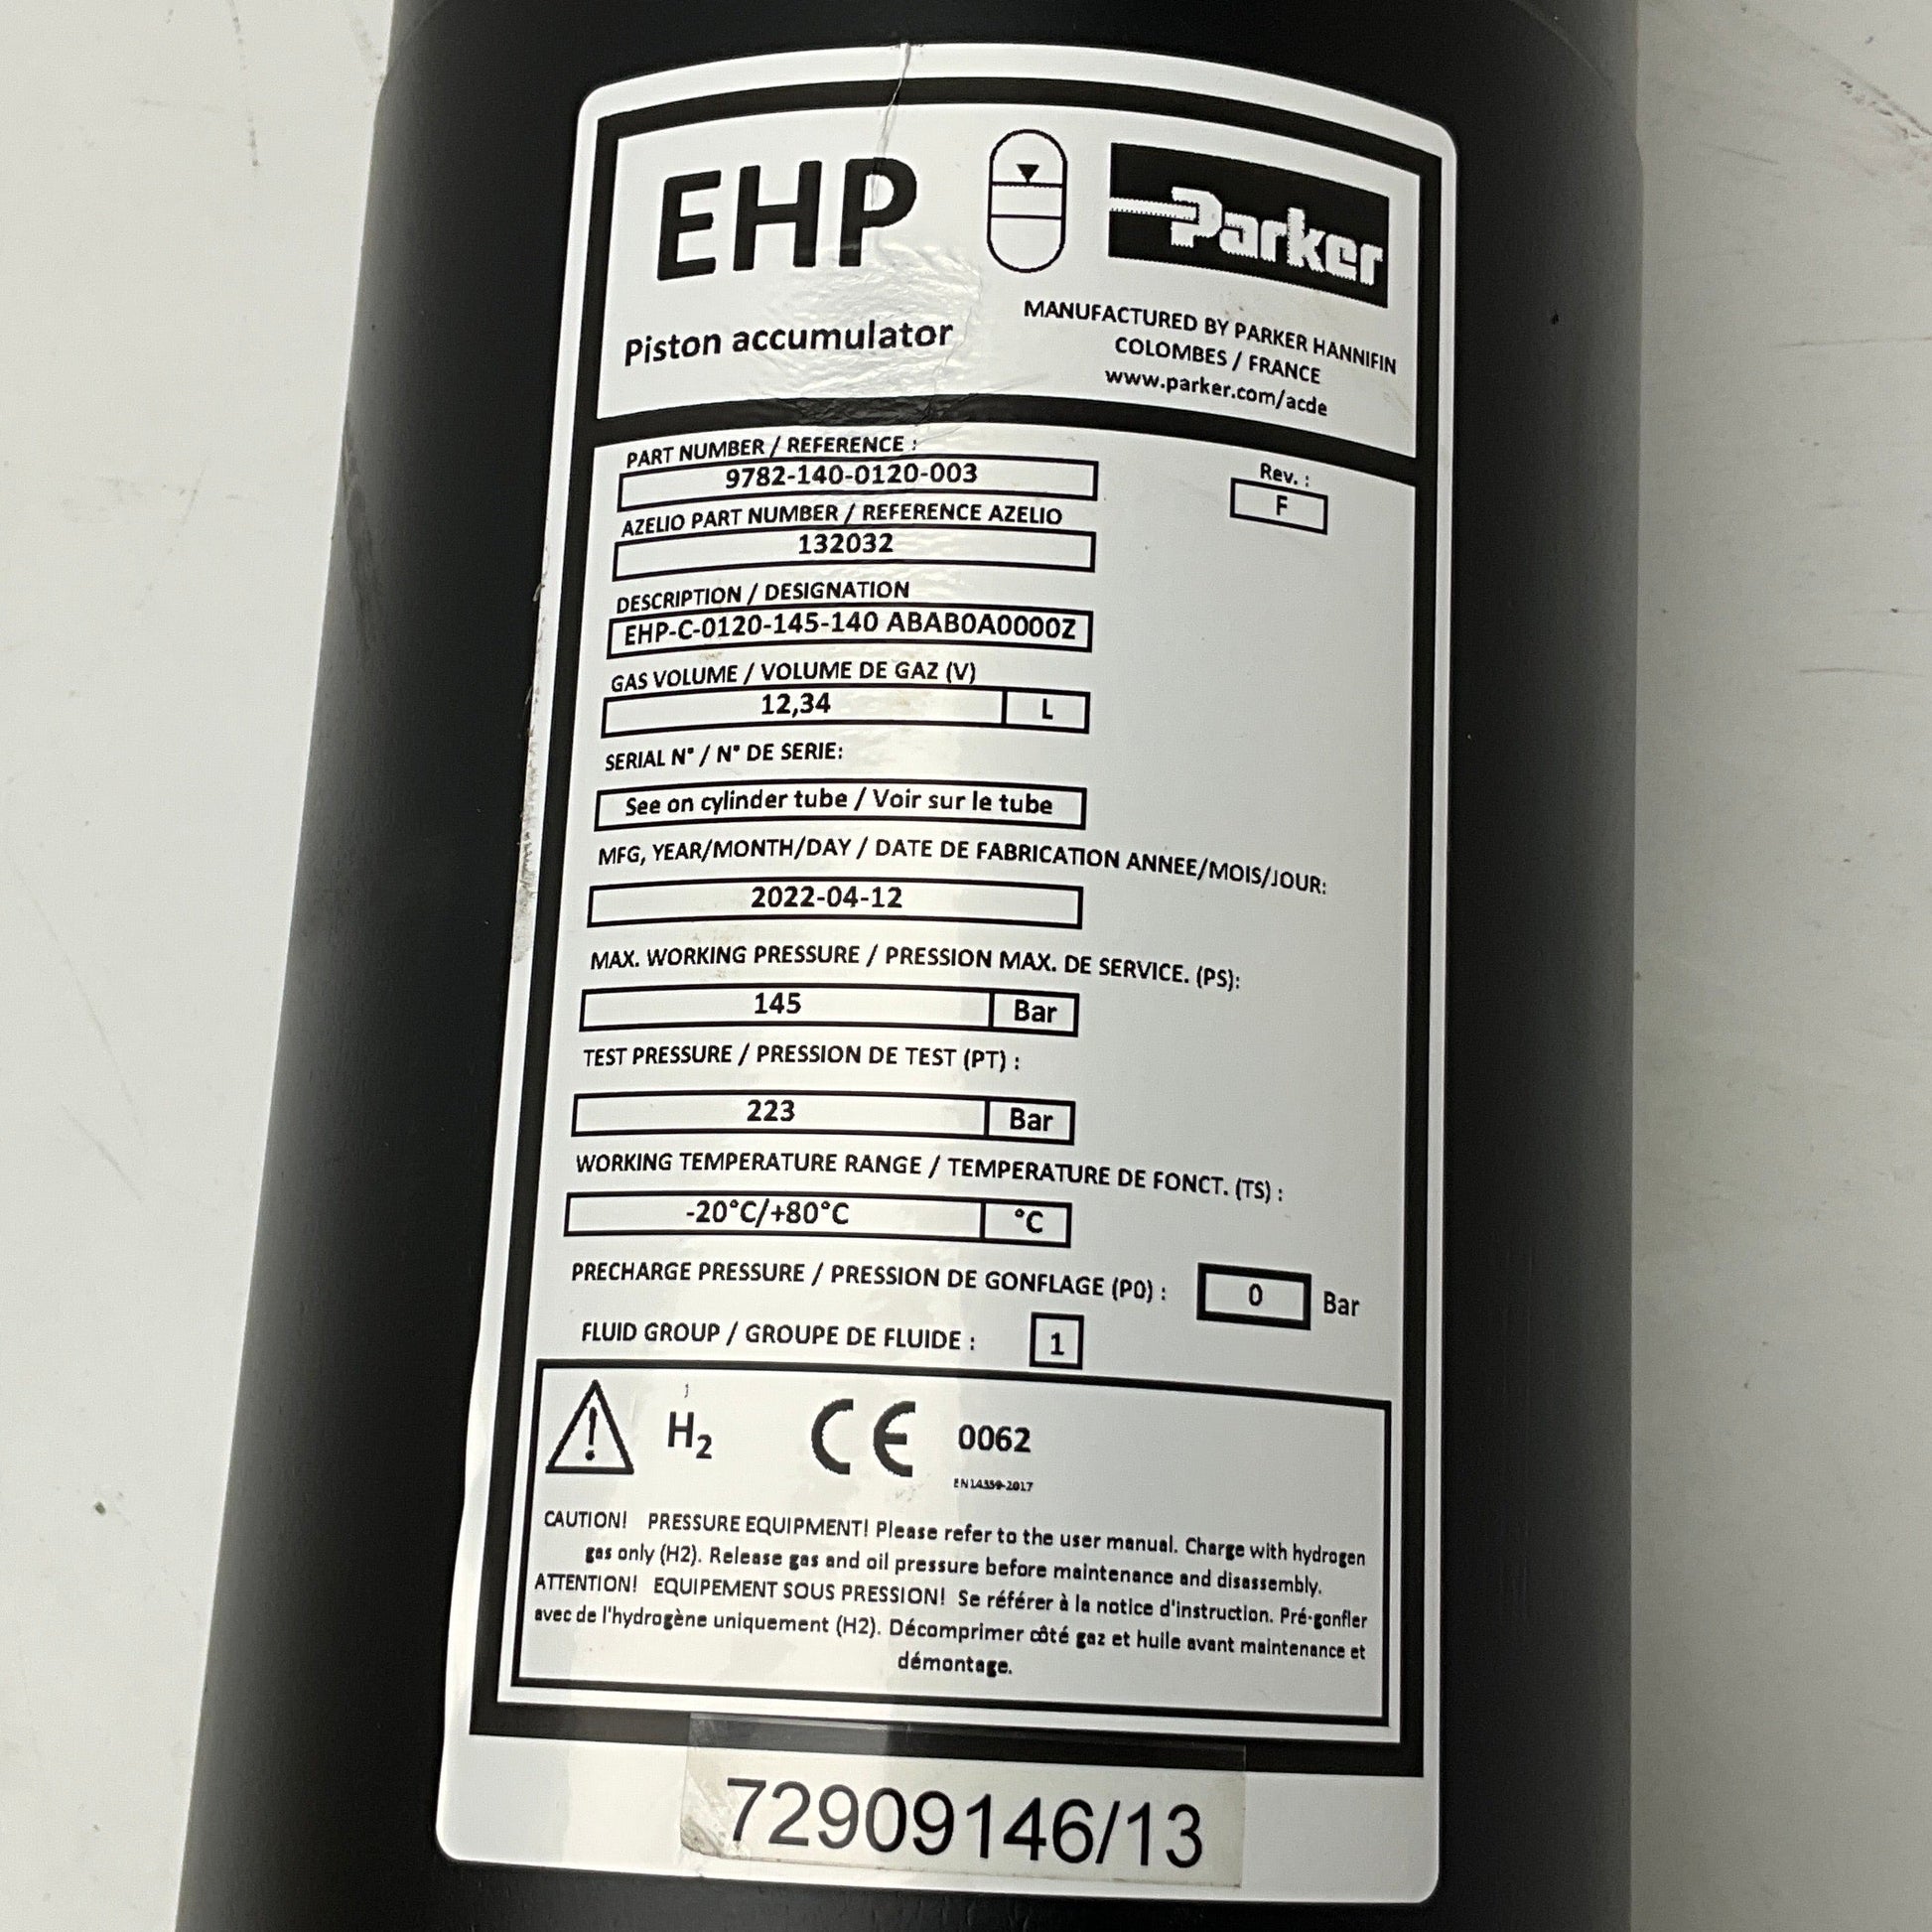 EHP
Parker
Piston accumulator
MANUFACTURED BY PARKER HANNIFIN
COLOMBES / FRANCE
www.parker.com/acde
PART NUMBER / REFERENCE :
9782-140-0120-003
Rev. :
F
AZELIO PART NUMBER / REFERENCE AZELIO
132032
DESCRIPTION / DESIGNATION
EHP-C-0120-145-140 ABAB0A0000Z
GAS VOLUME / VOLUME DE GAZ (V)
12,34 L
SERIAL N° / N° DE SERIE:
See on cylinder tube / Voir sur le tube
MFG, YEAR/MONTH/DAY / DATE DE FABRICATION ANNEE/MOIS/JOUR:
2022-04-12
MAX. WORKING PRESSURE / PRESSION MAX. DE SERVICE. (PS):
145 Bar
TEST PRESSURE / PRESSION DE TEST (PT) :
223 Bar
WORKING TEMPERATURE RANGE / TEMPERATURE DE FONCT. (TS) :
-20°C/+80°C °C
PRECHARGE PRESSURE / PRESSION DE GONFLAGE (P0) : 0 Bar
FLUID GROUP / GROUPE DE FLUIDE : 1
H2 CE 0062
EN14359-2017
CAUTION! PRESSURE EQUIPMENT! Please refer to the user manual. Charge with hydrogen
gas only (H2). Release gas and oil pressure before maintenance and disassembly.
ATTENTION! EQUIPEMENT SOUS PRESSION! Se référer à la notice d'instruction. Pré-gonfler
avec de l'hydrogène uniquement (H2). Décomprimer côté gaz et huile avant maintenance et
démontage.
72909146/13